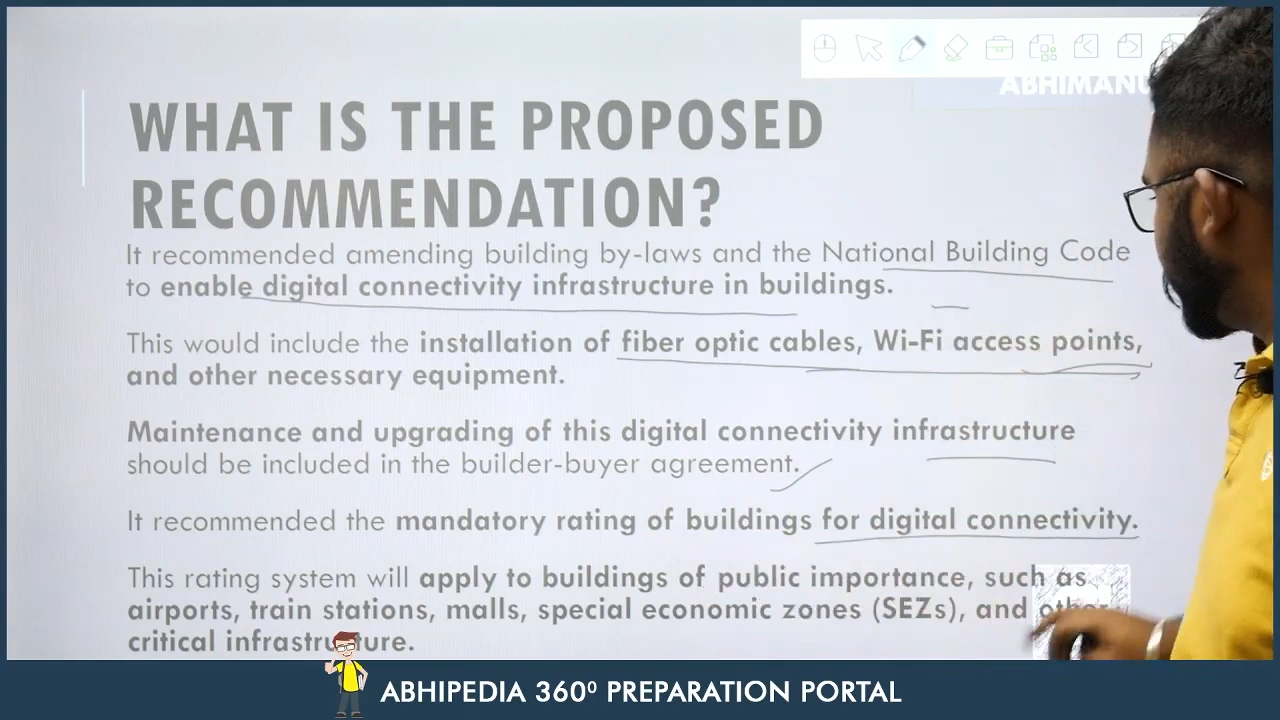 ABHIMANU
WHAT IS THE PROPOSED
RECOMMENDATION?
It recommended amending building by-laws and the National Building Code
to enable digital connectivity infrastructure in buildings.
This would include the installation of fiber optic cables, Wi-Fi access points,
and other necessary equipment.
Maintenance and upgrading of this digital connectivity infrastructure
should be included in the builder-buyer agreement.
It recommended the mandatory rating of buildings for digital connectivity.
This rating system will apply to buildings of public importance, such as
airports, train stations, malls, special economic zones (SEZs), and other
critical infrastructure.
ABHIPEDIA 360⁰ PREPARATION PORTAL